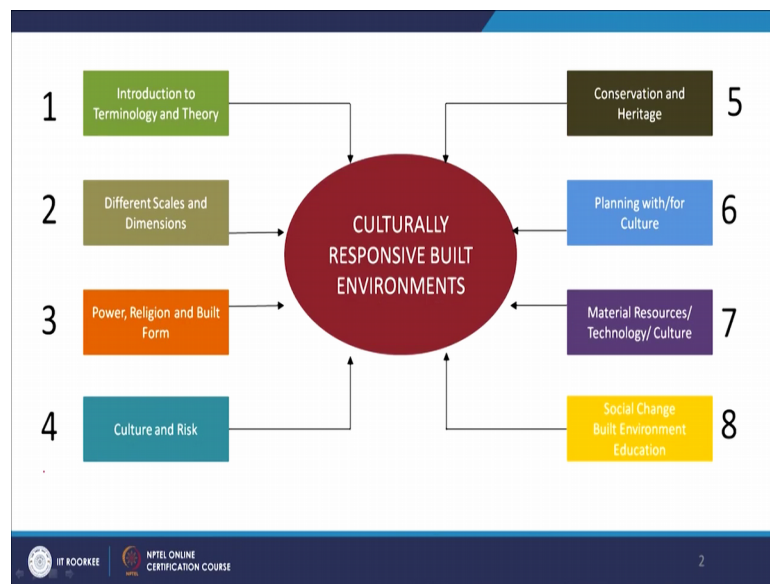 1
Introduction to
Terminology and Theory
2
Different Scales and
Dimensions
3
Power, Religion and Built
Form
4
Culture and Risk
CULTURALLY
RESPONSIVE BUILT
ENVIRONMENTS
Conservation and
Heritage
5
Planning with/for
Culture
6
Material Resources/
Technology/ Culture
7
Social Change
Built Environment
Education
8
IIT ROORKEE
NPTEL
NPTEL ONLINE
CERTIFICATION COURSE
2